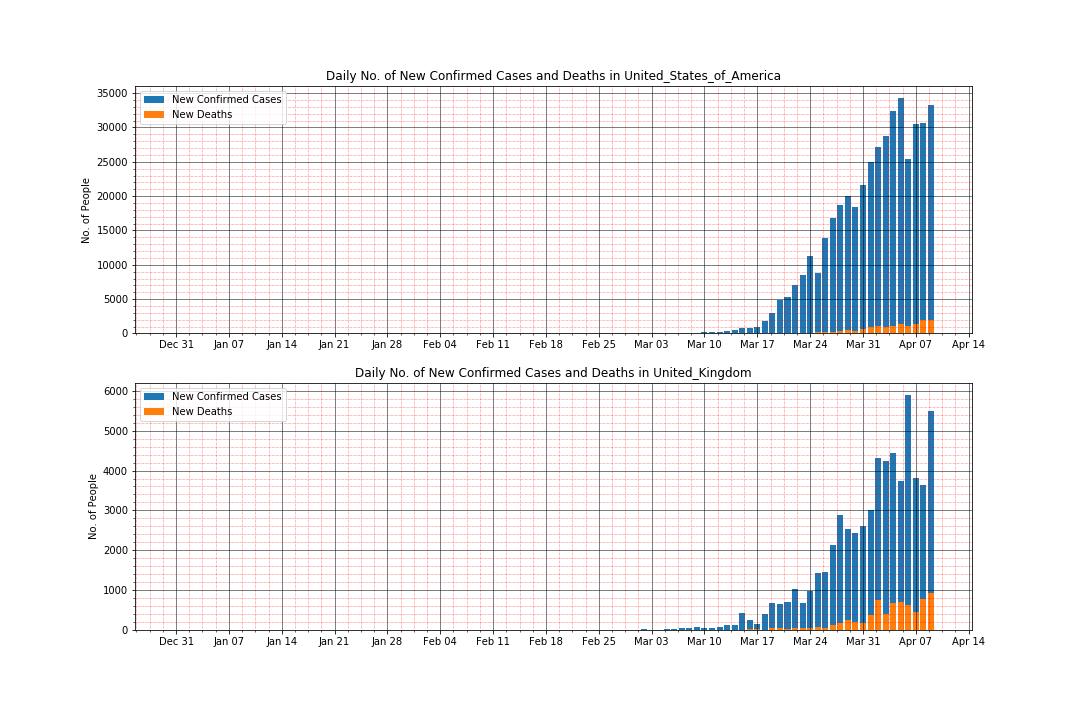 Daily No. of New Confirmed Cases and Deaths in United_States_of_America
35000
30000
25000
20000
15000
10000
5000
0
No. of People
New Confirmed Cases
New Deaths
Dec 31 Jan 07 Jan 14 Jan 21 Jan 28 Feb 04 Feb 11 Feb 18 Feb 25 Mar 03 Mar 10 Mar 17 Mar 24 Mar 31 Apr 07 Apr 14
Daily No. of New Confirmed Cases and Deaths in United_Kingdom
6000
5000
4000
3000
2000
1000
0
No. of People
New Confirmed Cases
New Deaths
Dec 31 Jan 07 Jan 14 Jan 21 Jan 28 Feb 04 Feb 11 Feb 18 Feb 25 Mar 03 Mar 10 Mar 17 Mar 24 Mar 31 Apr 07 Apr 14